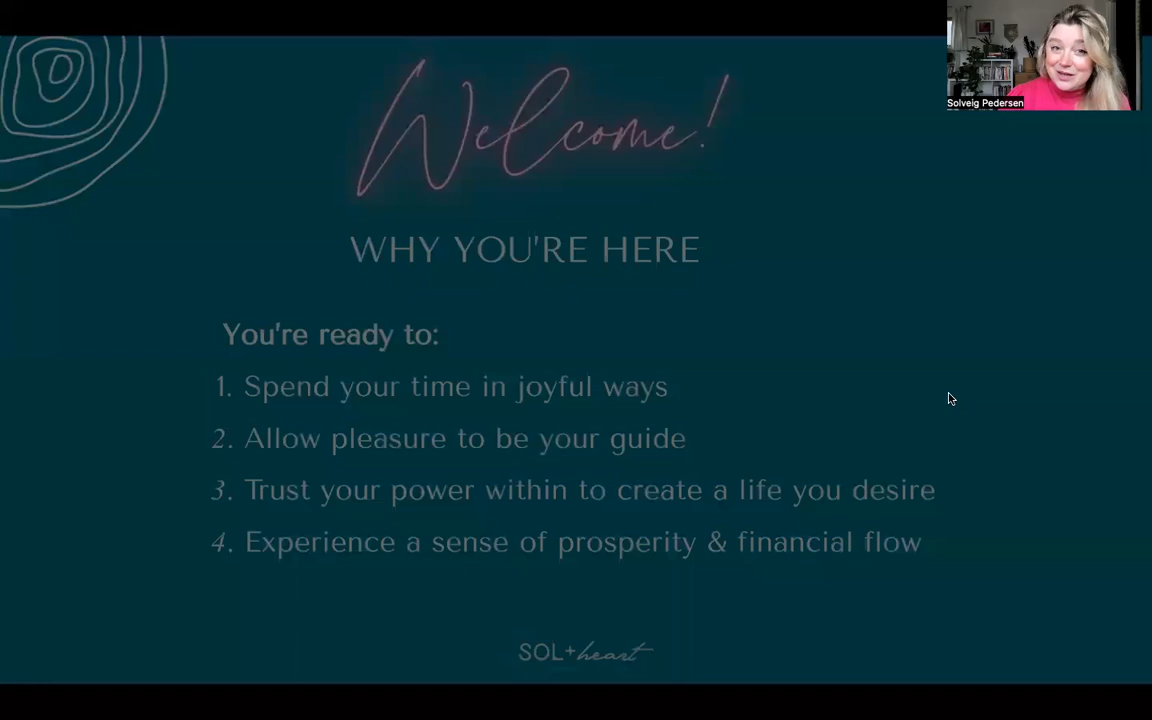 Welcome!
Solveig Pedersen
WHY YOU'RE HERE
You're ready to:
1. Spend your time in joyful ways
2. Allow pleasure to be your guide
3. Trust your power within to create a life you desire
4. Experience a sense of prosperity & financial flow
SOL+heart